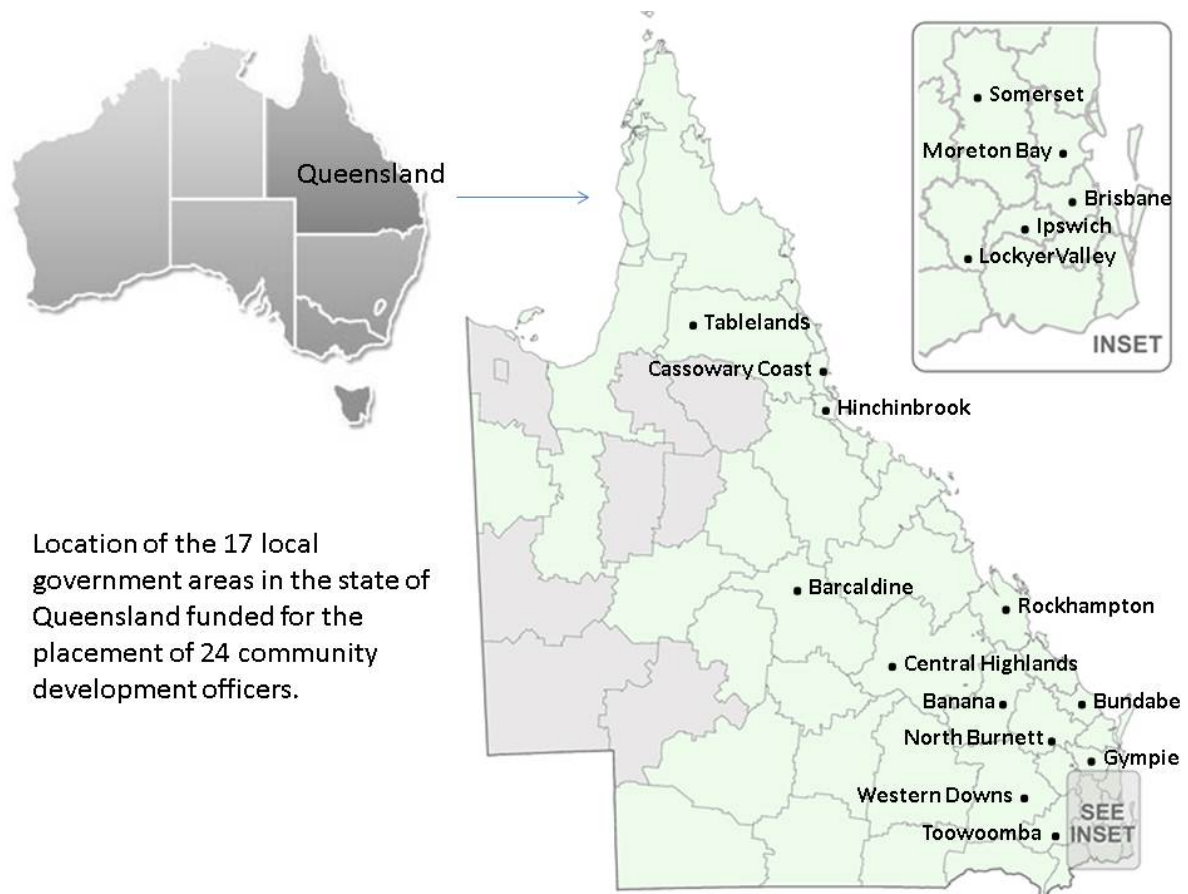 Queensland
Somerset
Moreton Bay
Brisbane
Ipswich
LockyerValley
INSET
Tablelands
Cassowary Coast
Hinchinbrook
Location of the 17 local
government areas in the state of
Queensland funded for the
placement of 24 community
development officers.
Barcaldine
Rockhampton
Central Highlands
Banana
Bundabe
North Burnett
Gympie
Western Downs
Toowoomba
SEE
INSET